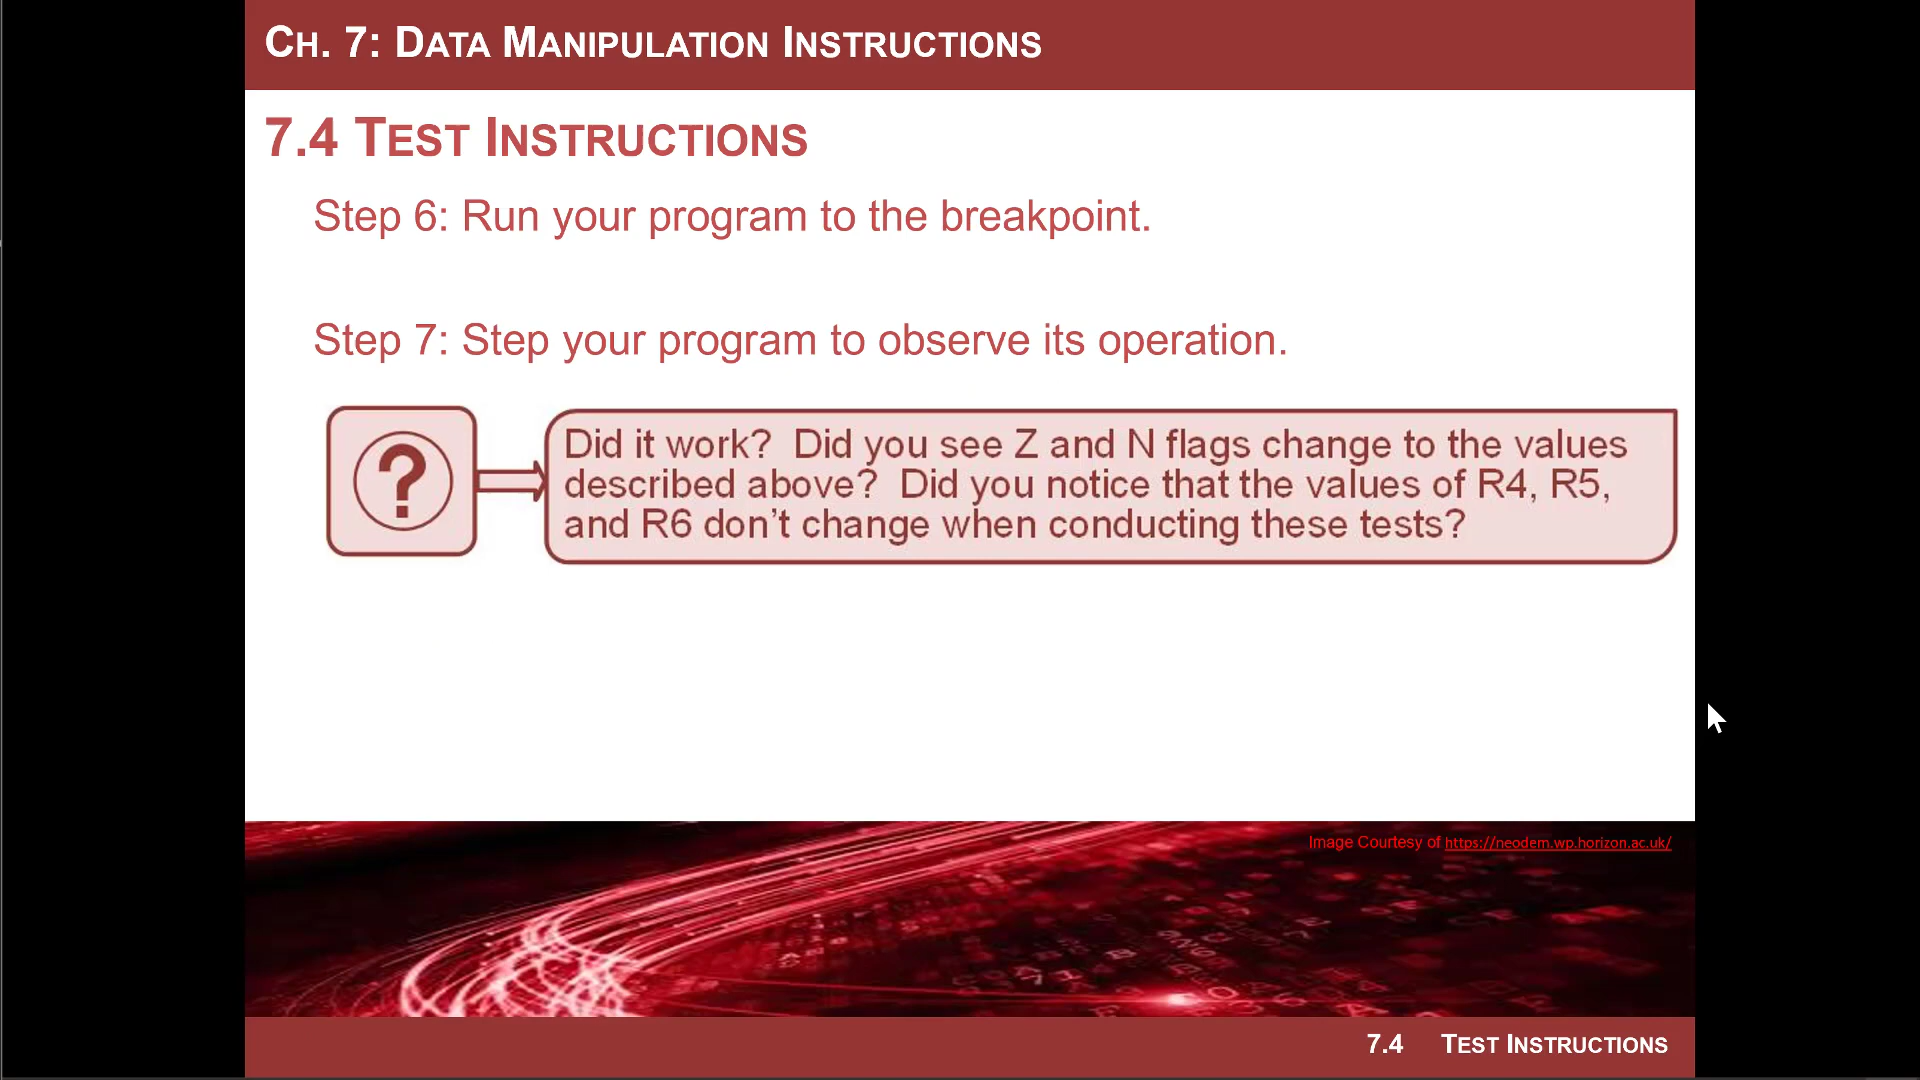 CH. 7: DATA MANIPULATION INSTRUCTIONS
7.4 TEST INSTRUCTIONS
Step 6: Run your program to the breakpoint.
Step 7: Step your program to observe its operation.
?
Did it work?  Did you see Z and N flags change to the values
described above?  Did you notice that the values of R4, R5,
and R6 don’t change when conducting these tests?
Image Courtesy of https://neodem.wp.horizon.ac.uk/
7.4 TEST INSTRUCTIONS